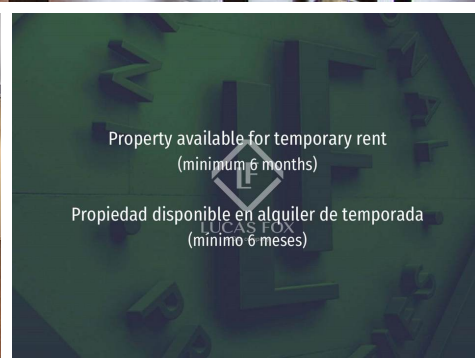 Property available for temporary rent
(minimum 6 months)
LF
Propiedad disponible en alquiler de temporada
LUCAS FOX
(mínimo 6 meses)